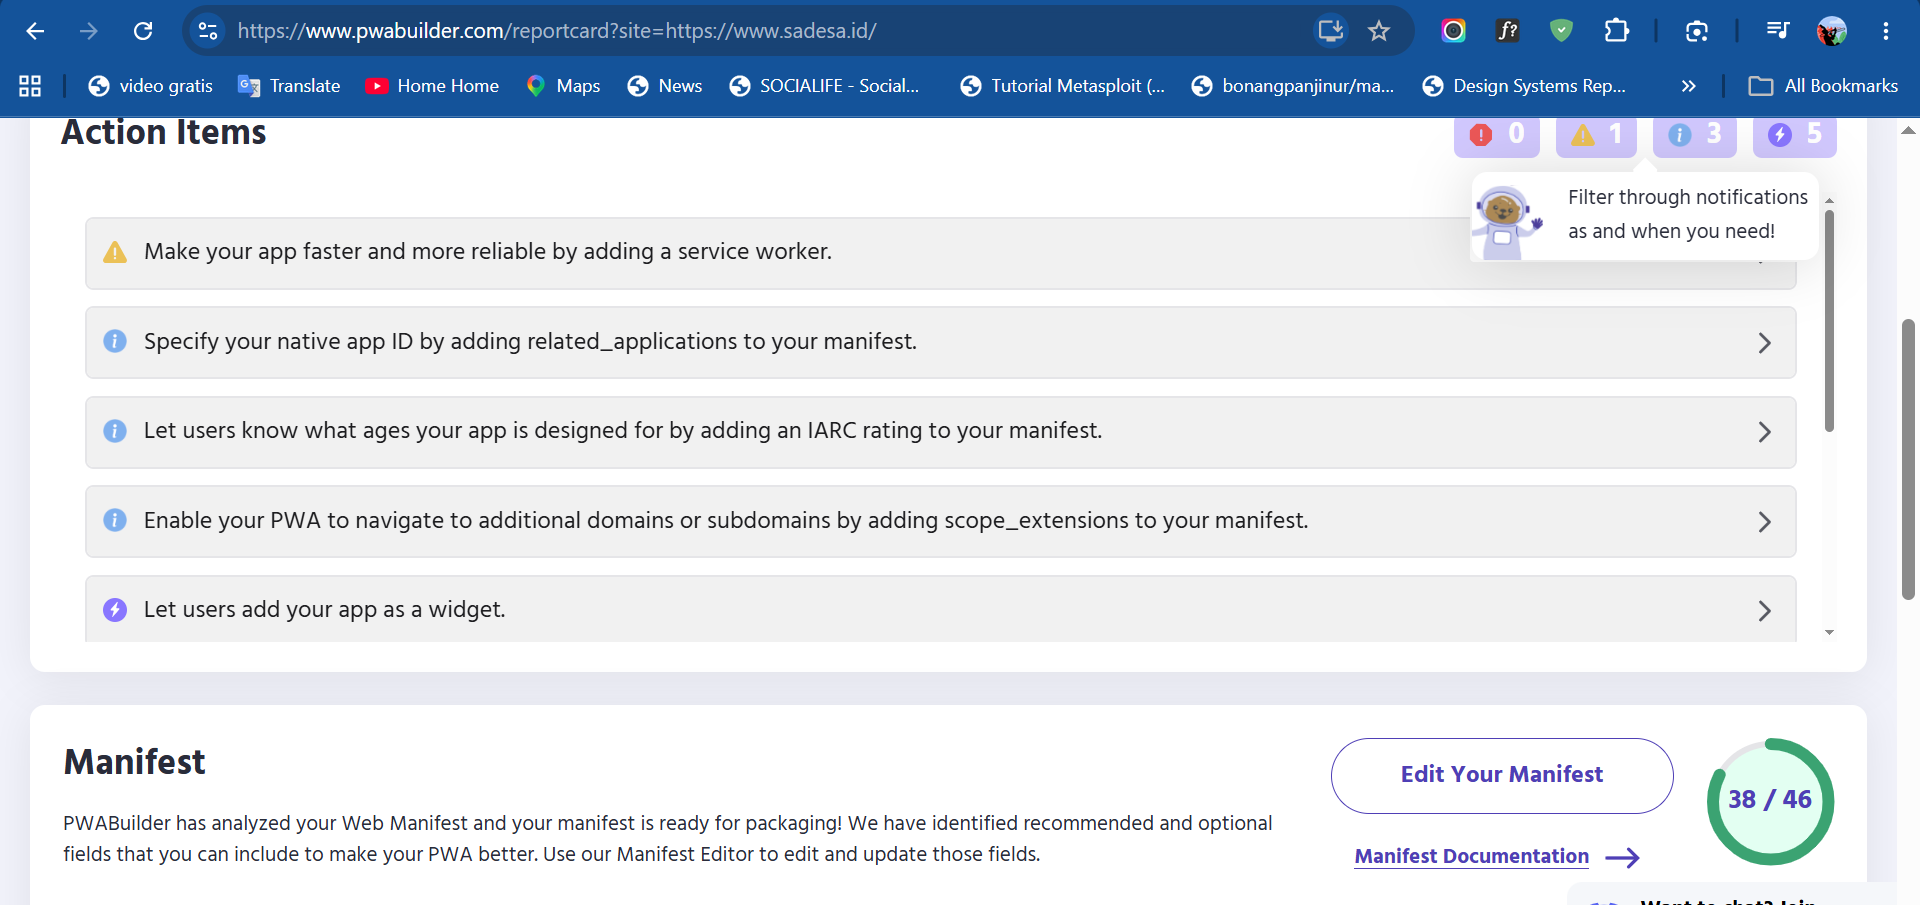 https://www.pwabuilder.com/reportcard?site=https://www.sadesa.id/
video gratis
Translate
Home Home
Maps
News
SOCIALIFE - Social...
Tutorial Metasploit (...
bonangpanjinur/ma...
Design Systems Rep...
All Bookmarks
Action Items
0
1
3
5
Filter through notifications
as and when you need!
Make your app faster and more reliable by adding a service worker.
Specify your native app ID by adding related_applications to your manifest.
Let users know what ages your app is designed for by adding an IARC rating to your manifest.
Enable your PWA to navigate to additional domains or subdomains by adding scope_extensions to your manifest.
Let users add your app as a widget.
Manifest
Edit Your Manifest
38 / 46
PWABuilder has analyzed your Web Manifest and your manifest is ready for packaging! We have identified recommended and optional
fields that you can include to make your PWA better. Use our Manifest Editor to edit and update those fields.
Manifest Documentation
Want to chat? Join